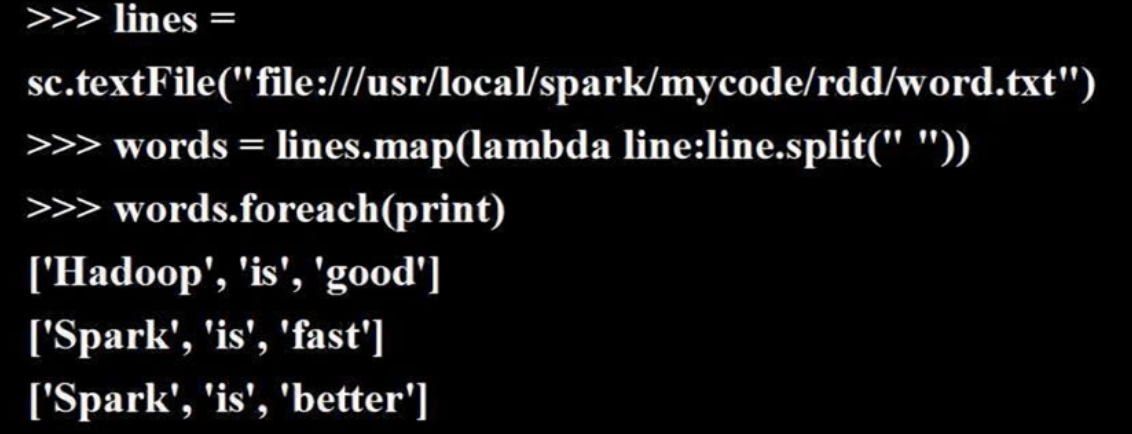 >>> lines =
sc.textFile("file:///usr/local/spark/mycode/rdd/word.txt")
>>> words = lines.map(lambda line:line.split(" "))
>>> words.foreach(print)
['Hadoop', 'is', 'good']
['Spark', 'is', 'fast']
['Spark', 'is', 'better']